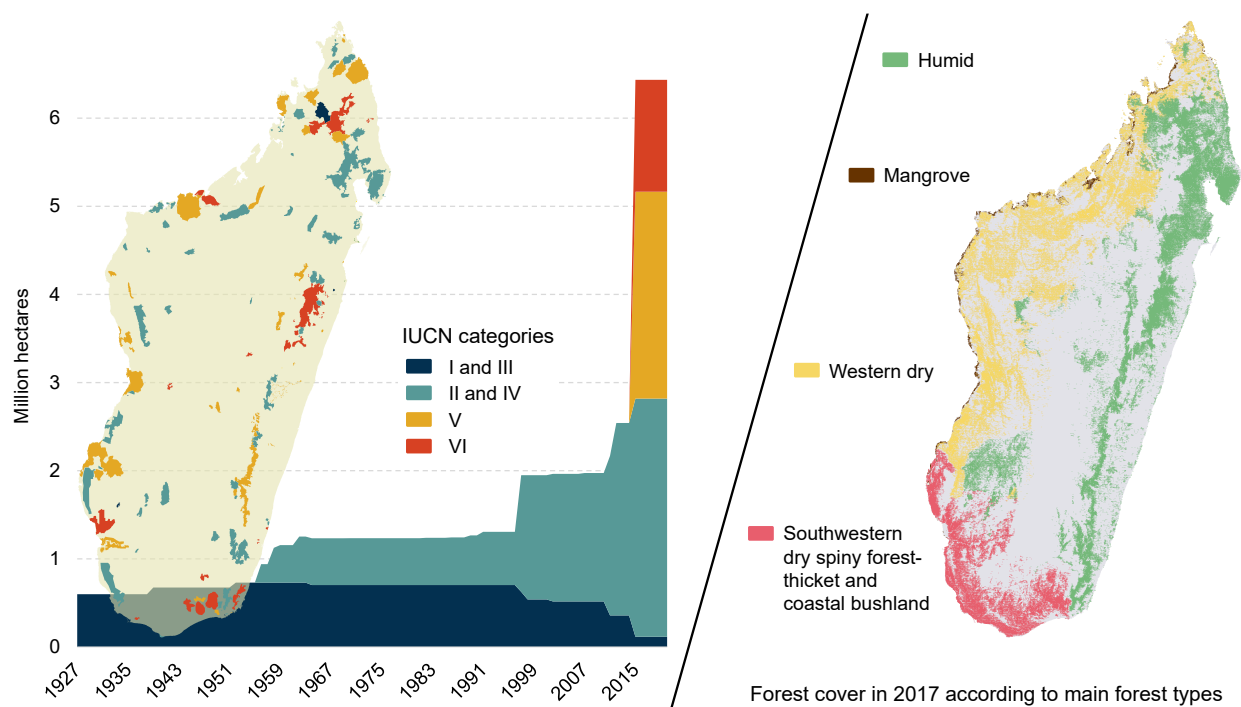 Million hectares
6
5
4
3
2
1
0
1927
1935
1943
1951
1959
1967
1975
1983
1991
1999
2007
2015
IUCN categories
I and III
II and IV
V
VI
Humid
Mangrove
Western dry
Southwestern
dry spiny forest-
thicket and
coastal bushland
Forest cover in 2017 according to main forest types